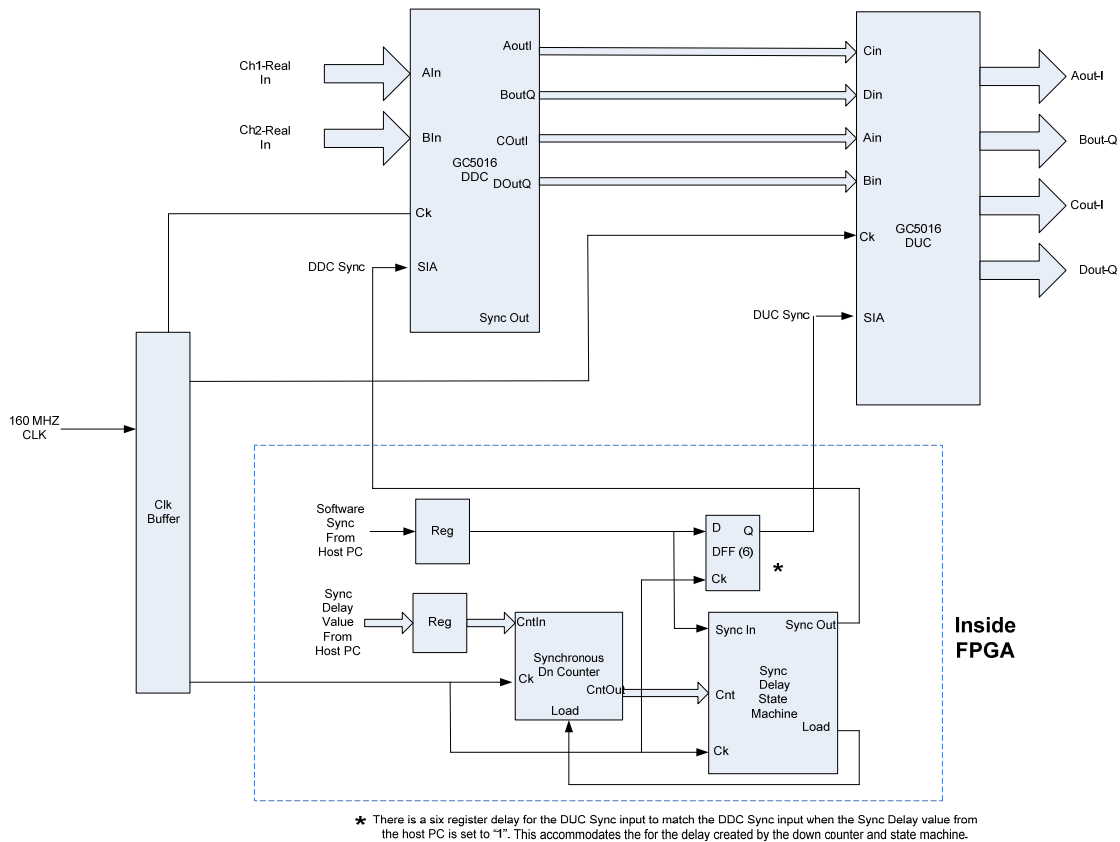 Ch1-Real
In
Ch2-Real
In
AIn
BIn
Ck
SIA
AoutI
BoutQ
COutI
DOutQ
GC5016
DDC
Sync Out
DDC Sync
Cin
Din
Ain
Bin
Ck
GC5016
DUC
SIA
DUC Sync
Aout-I
Bout-Q
Cout-I
Dout-Q
160 MHZ
CLK
Clk
Buffer
Software
Sync
From
Host PC
Reg
D Q
DFF (6)
Ck
*
Sync
Delay
Value
From
Host PC
Reg
CntIn
Synchronous
Dn Counter
Ck
CntOut
Load
Sync In
Sync Out
Sync
Delay
State
Machine
Cnt
Load
Ck
Inside
FPGA
* There is a six register delay for the DUC Sync input to match the DDC Sync input when the Sync Delay value from
the host PC is set to “1”. This accommodates the for the delay created by the down counter and state machine.